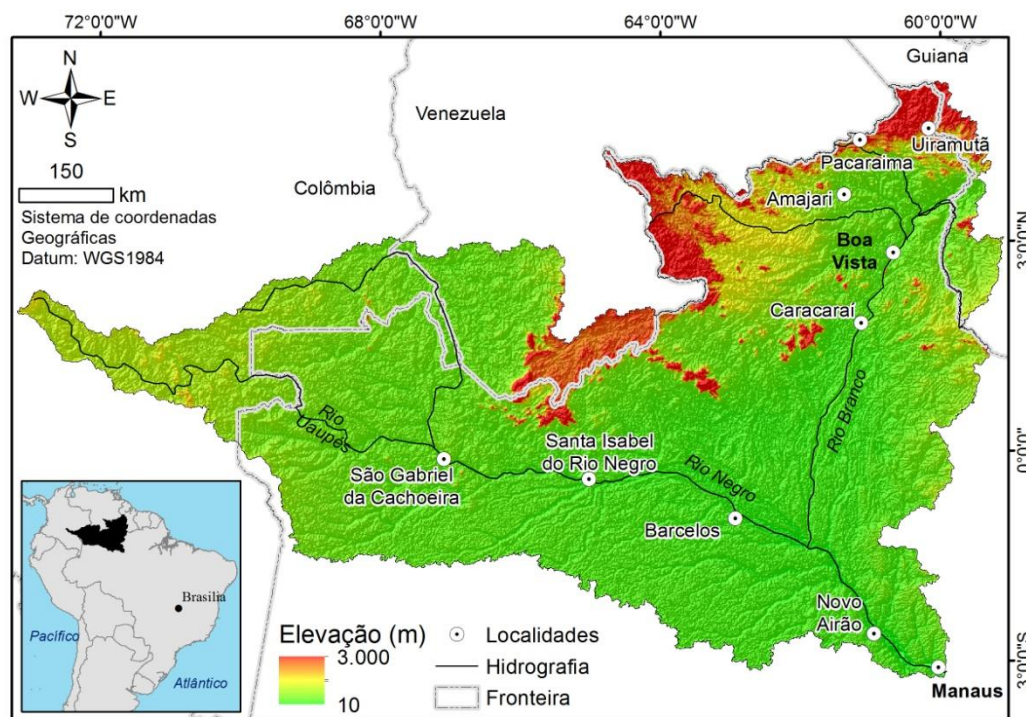 72°0'0"W
68°0'0"W
64°0'0"W
60°0'0"W
N
W
E
S
150
km
Sistema de coordenadas
Geográficas
Datum: WGS1984
Venezuela
Colômbia
Guiana
Uiramutã
Pacaraima
Amajari
Boa
Vista
Caracaraí
3°0'0"N
Rio Branco
Rio
Uaupés
São Gabriel
da Cachoeira
Santa Isabel
do Rio Negro
Rio Negro
Barcelos
0°0'0"
Novo
Airão
Manaus
3°0'0"S
Brasilia
Pacífico
Atlântico
Elevação (m)
3.000
10
Localidades
Hidrografia
Fronteira